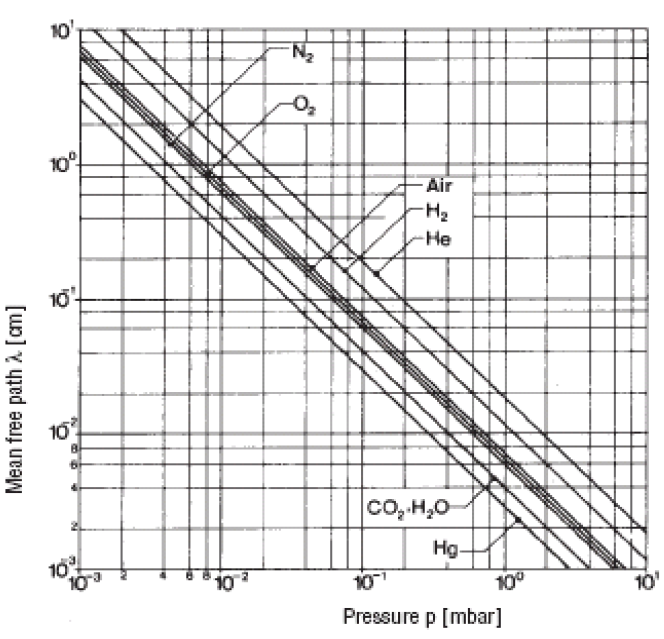 10¹
N₂
O₂
10⁰
Air
H₂
He
10⁻¹
Mean free path λ [cm]
10⁻²
8
6
4
CO₂·H₂O
2
Hg
10⁻³
10⁻³ 2 4 6 8 10⁻² 10⁻¹ 10⁰ 10¹
Pressure p [mbar]